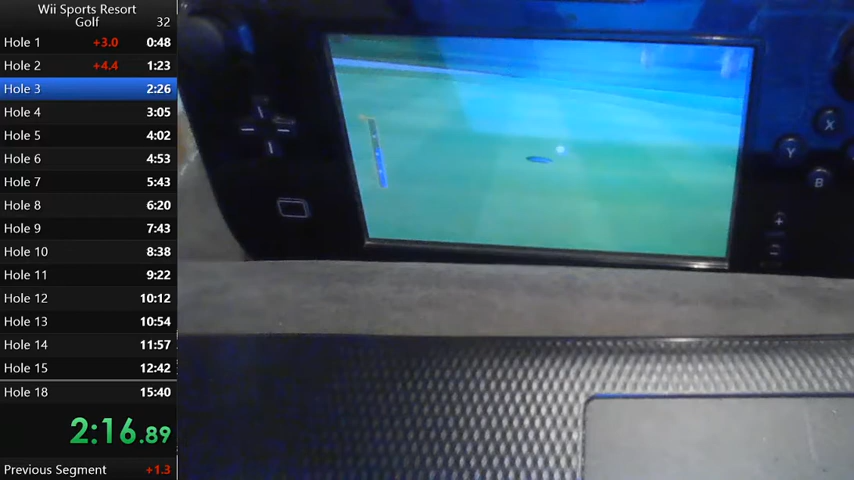 Wii Sports Resort
Golf 32
Hole 1 +3.0 0:48
Hole 2 +4.4 1:23
Hole 3 2:26
Hole 4 3:05
Hole 5 4:02
Hole 6 4:53
Hole 7 5:43
Hole 8 6:20
Hole 9 7:43
Hole 10 8:38
Hole 11 9:22
Hole 12 10:12
Hole 13 10:54
Hole 14 11:57
Hole 15 12:42
Hole 18 15:40
2:16.89
Previous Segment +1.3
X
Y
B
+